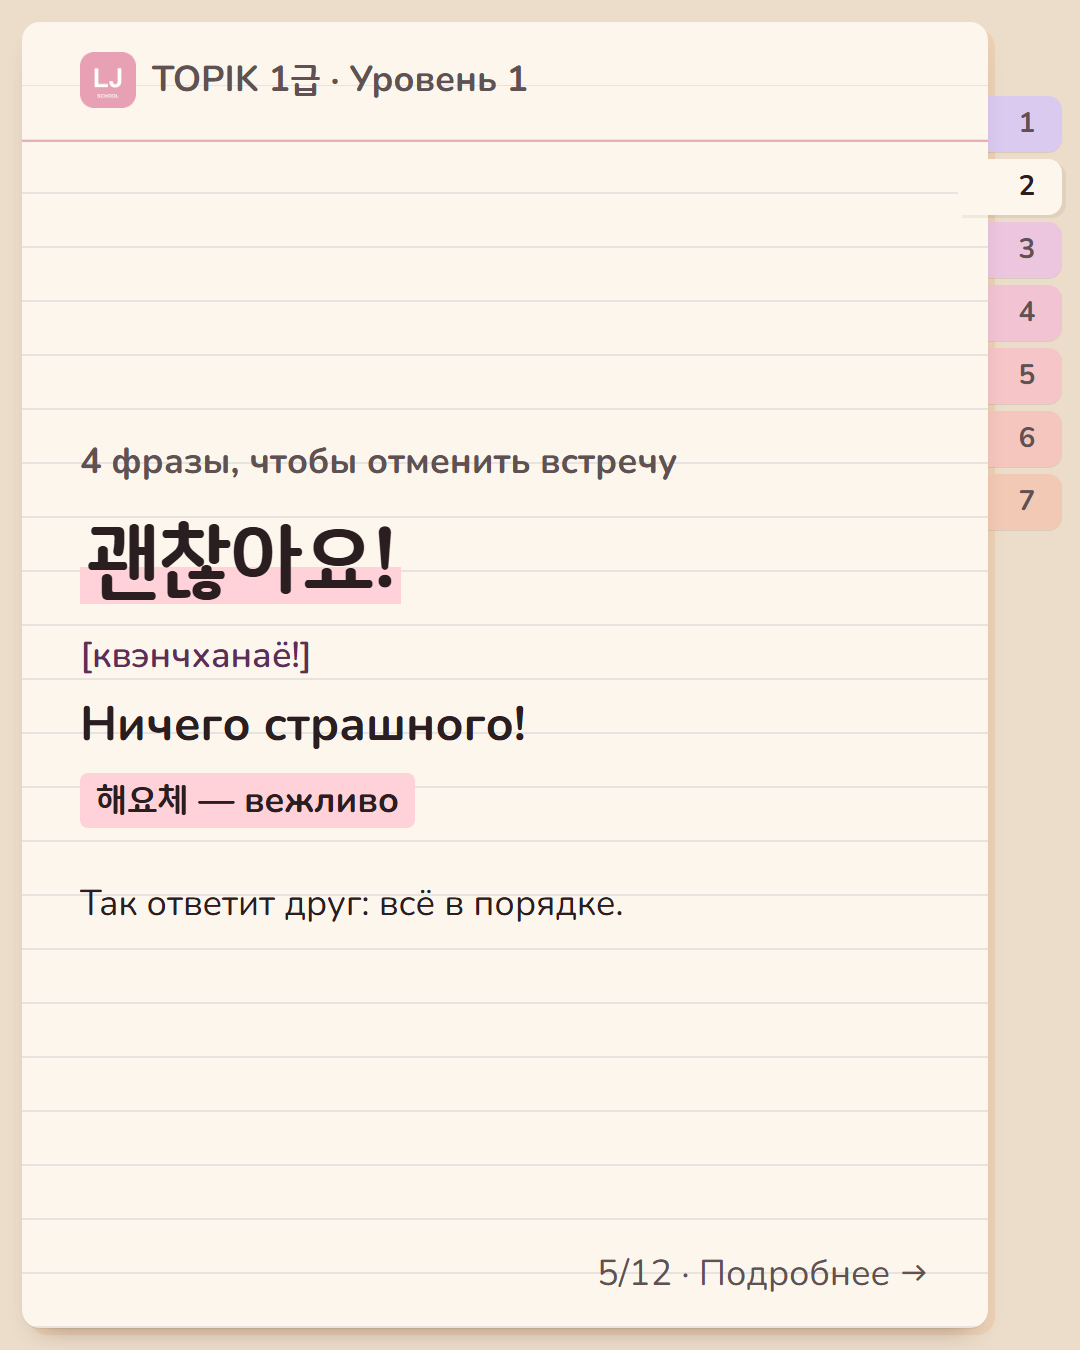 LJ
SCHOOL
TOPIK 1급 · Уровень 1
1
2
3
4
5
6
7
4 фразы, чтобы отменить встречу
괜찮아요!
[квэнчханаё!]
Ничего страшного!
해요체 — вежливо
Так ответит друг: всё в порядке.
5/12 · Подробнее →